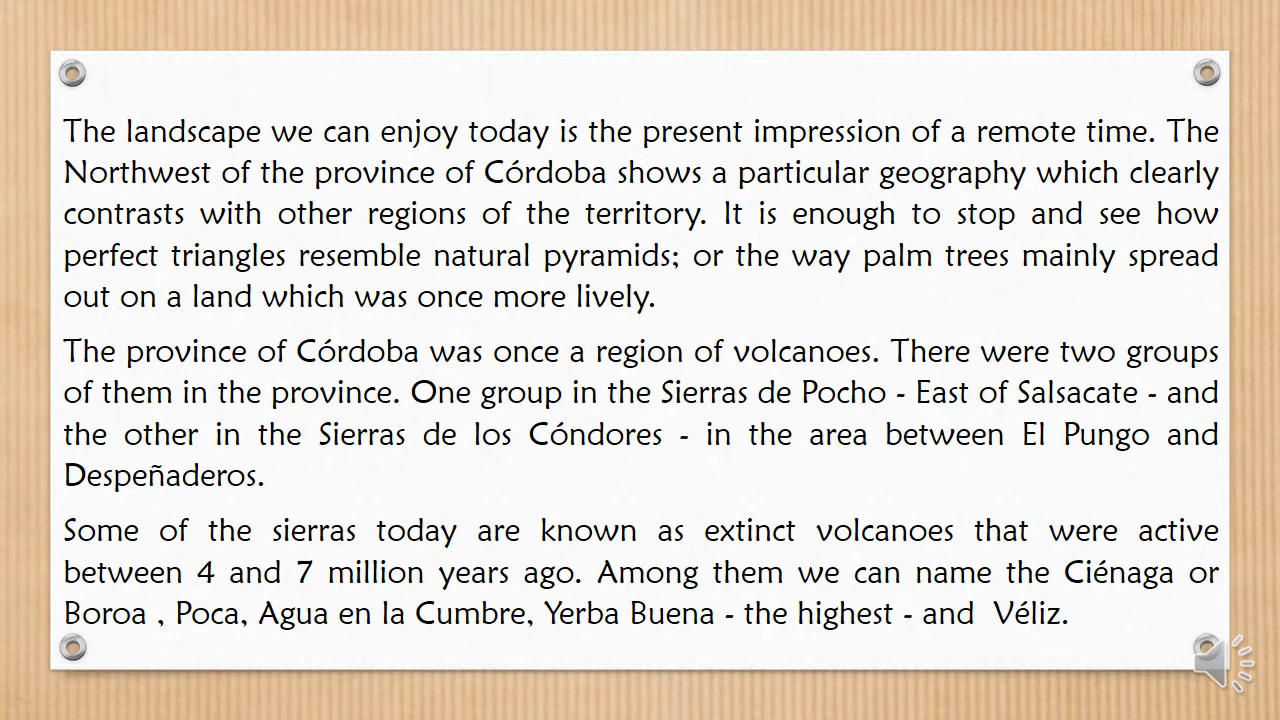 The landscape we can enjoy today is the present impression of a remote time. The
Northwest of the province of Córdoba shows a particular geography which clearly
contrasts with other regions of the territory. It is enough to stop and see how
perfect triangles resemble natural pyramids; or the way palm trees mainly spread
out on a land which was once more lively.
The province of Córdoba was once a region of volcanoes. There were two groups
of them in the province. One group in the Sierras de Pocho - East of Salsacate - and
the other in the Sierras de los Cóndores - in the area between El Pungo and
Despeñaderos.
Some of the sierras today are known as extinct volcanoes that were active
between 4 and 7 million years ago. Among them we can name the Ciénaga or
Boroa , Poca, Agua en la Cumbre, Yerba Buena - the highest - and  Véliz.